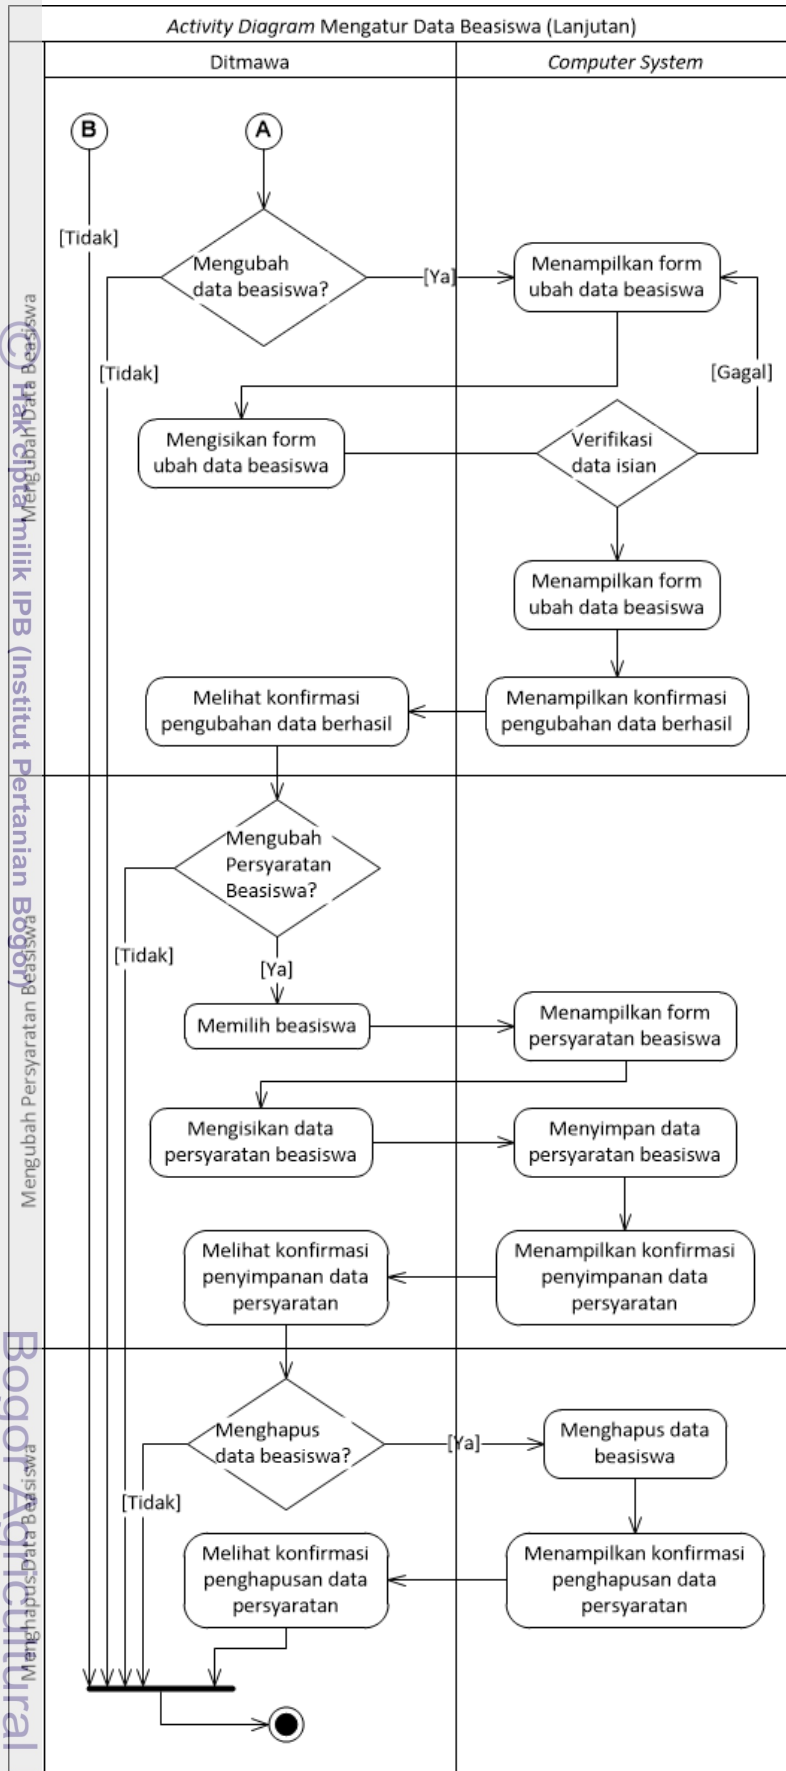 Activity Diagram Mengatur Data Beasiswa (Lanjutan)
Ditmawa
Computer System
B
A
[Tidak]
Mengubah
data beasiswa?
[Ya]
Menampilkan form
ubah data beasiswa
[Tidak]
[Gagal]
Mengisikan form
ubah data beasiswa
Verifikasi
data isian
Menampilkan form
ubah data beasiswa
Melihat konfirmasi
pengubahan data berhasil
Menampilkan konfirmasi
pengubahan data berhasil
Mengubah Data Beasiswa
Mengubah
Persyaratan
Beasiswa?
[Tidak]
[Ya]
Memilih beasiswa
Menampilkan form
persyaratan beasiswa
Mengisikan data
persyaratan beasiswa
Menyimpan data
persyaratan beasiswa
Melihat konfirmasi
penyimpanan data
persyaratan
Menampilkan konfirmasi
penyimpanan data
persyaratan
Mengubah Persyaratan Beasiswa
Menghapus
data beasiswa?
[Ya]
Menghapus data
beasiswa
[Tidak]
Melihat konfirmasi
penghapusan data
persyaratan
Menampilkan konfirmasi
penghapusan data
persyaratan
Menghapus Data Beasiswa
© Hak cipta milik IPB (Institut Pertanian Bogor)
Bogor Agricultural